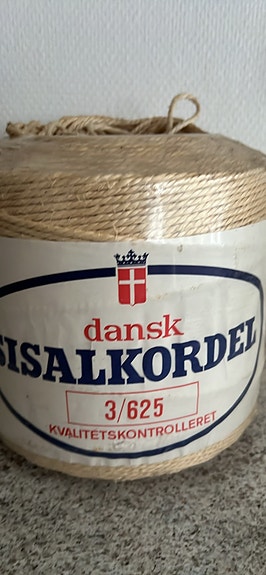 dansk
SISALKORDEL
3/625
KVALITETSKONTROLLERET